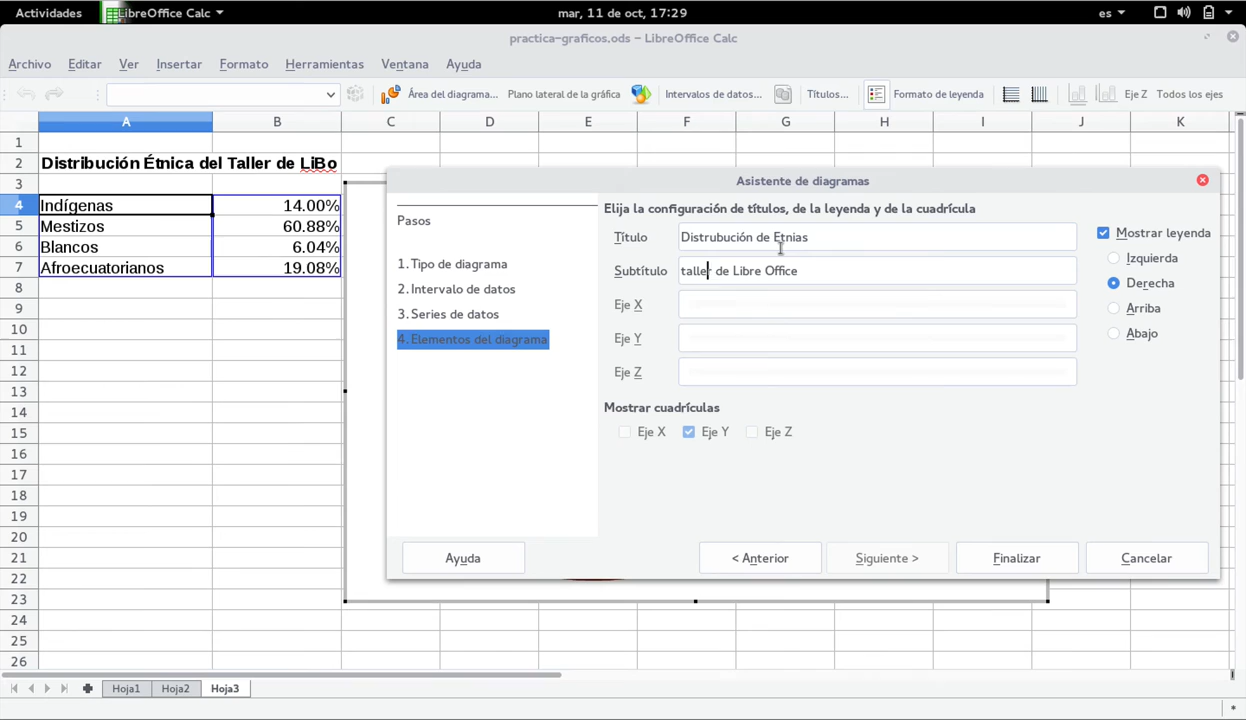 Actividades LibreOffice Calc mar, 11 de oct, 17:29 es
practica-graficos.ods – LibreOffice Calc
Archivo Editar Ver Insertar Formato Herramientas Ventana Ayuda
Área del diagrama... Plano lateral de la gráfica Intervalos de datos... Títulos... Formato de leyenda Eje Z Todos los ejes
A B C D E F G H I J K
1
2 Distribución Étnica del Taller de LiBo
3
4 Indígenas 14.00%
5 Mestizos 60.88%
6 Blancos 6.04%
7 Afroecuatorianos 19.08%
8
9
10
11
12
13
14
15
16
17
18
19
20
21
22
23
24
25
26
Asistente de diagramas
Pasos
1. Tipo de diagrama
2. Intervalo de datos
3. Series de datos
4. Elementos del diagrama
Elija la configuración de títulos, de la leyenda y de la cuadrícula
Título Distrubución de Etnias
Subtítulo taller de Libre Office
Eje X
Eje Y
Eje Z
Mostrar leyenda
Izquierda
Derecha
Arriba
Abajo
Mostrar cuadrículas
Eje X Eje Y Eje Z
Ayuda < Anterior Siguiente > Finalizar Cancelar
Hoja1 Hoja2 Hoja3
*